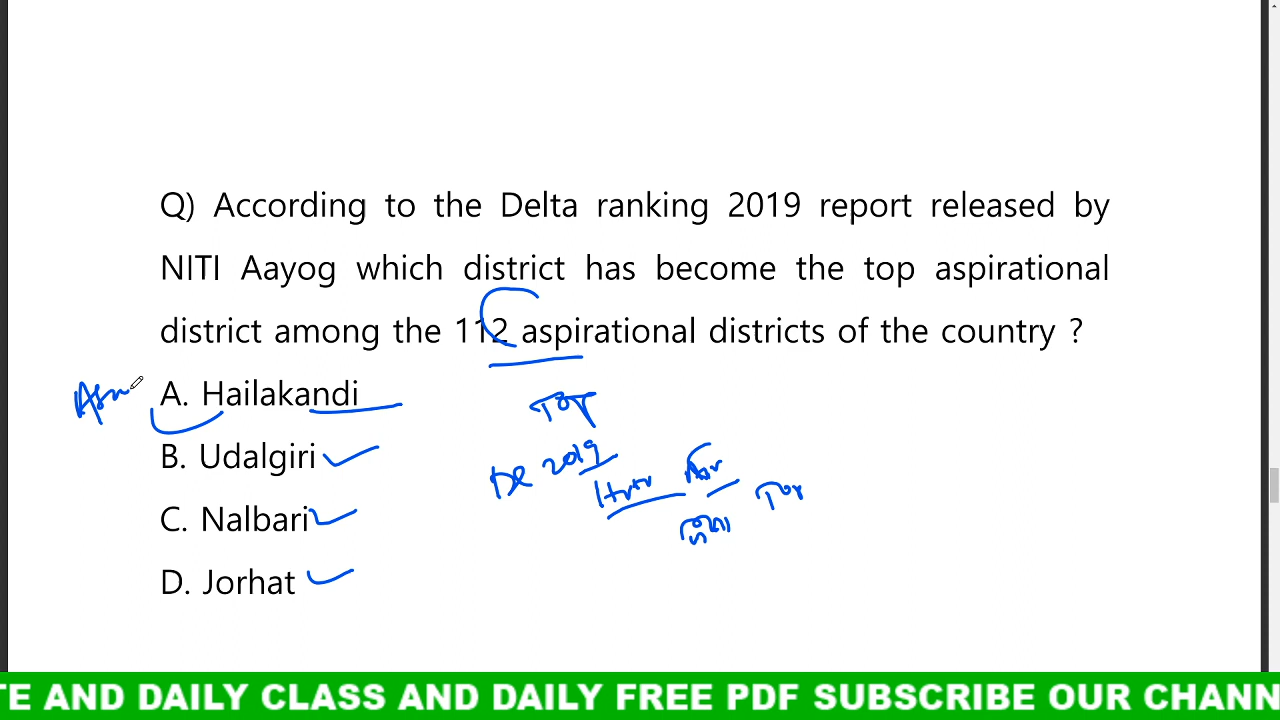 Q) According to the Delta ranking 2019 report released by
NITI Aayog which district has become the top aspirational
district among the 112 aspirational districts of the country ?
A. Hailakandi
TOP
B. Udalgiri
2019
C. Nalbari
D. Jorhat
TE AND DAILY CLASS AND DAILY FREE PDF SUBSCRIBE OUR CHANN